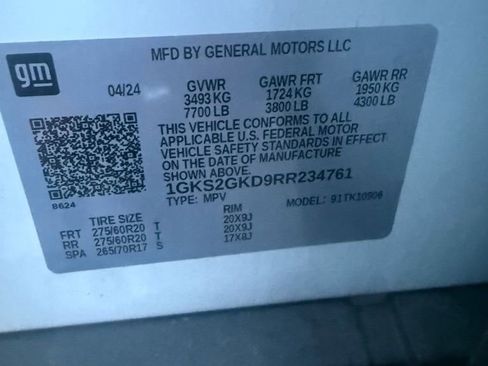 gm
MFD BY GENERAL MOTORS LLC
04/24 GVWR GAWR FRT GAWR RR
3493 KG 1724 KG 1950 KG
7700 LB 3800 LB 4300 LB
THIS VEHICLE CONFORMS TO ALL
APPLICABLE U.S. FEDERAL MOTOR
VEHICLE SAFETY STANDARDS IN EFFECT
ON THE DATE OF MANUFACTURE
SHOWN ABOVE.
8624 1GKS2GKD9RR234761
TYPE: MPV MODEL: 91TK10906
TIRE SIZE RIM
FRT 275/60R20 T 20X9J
RR 275/60R20 T 20X9J
SPA 265/70R17 S 17X8J